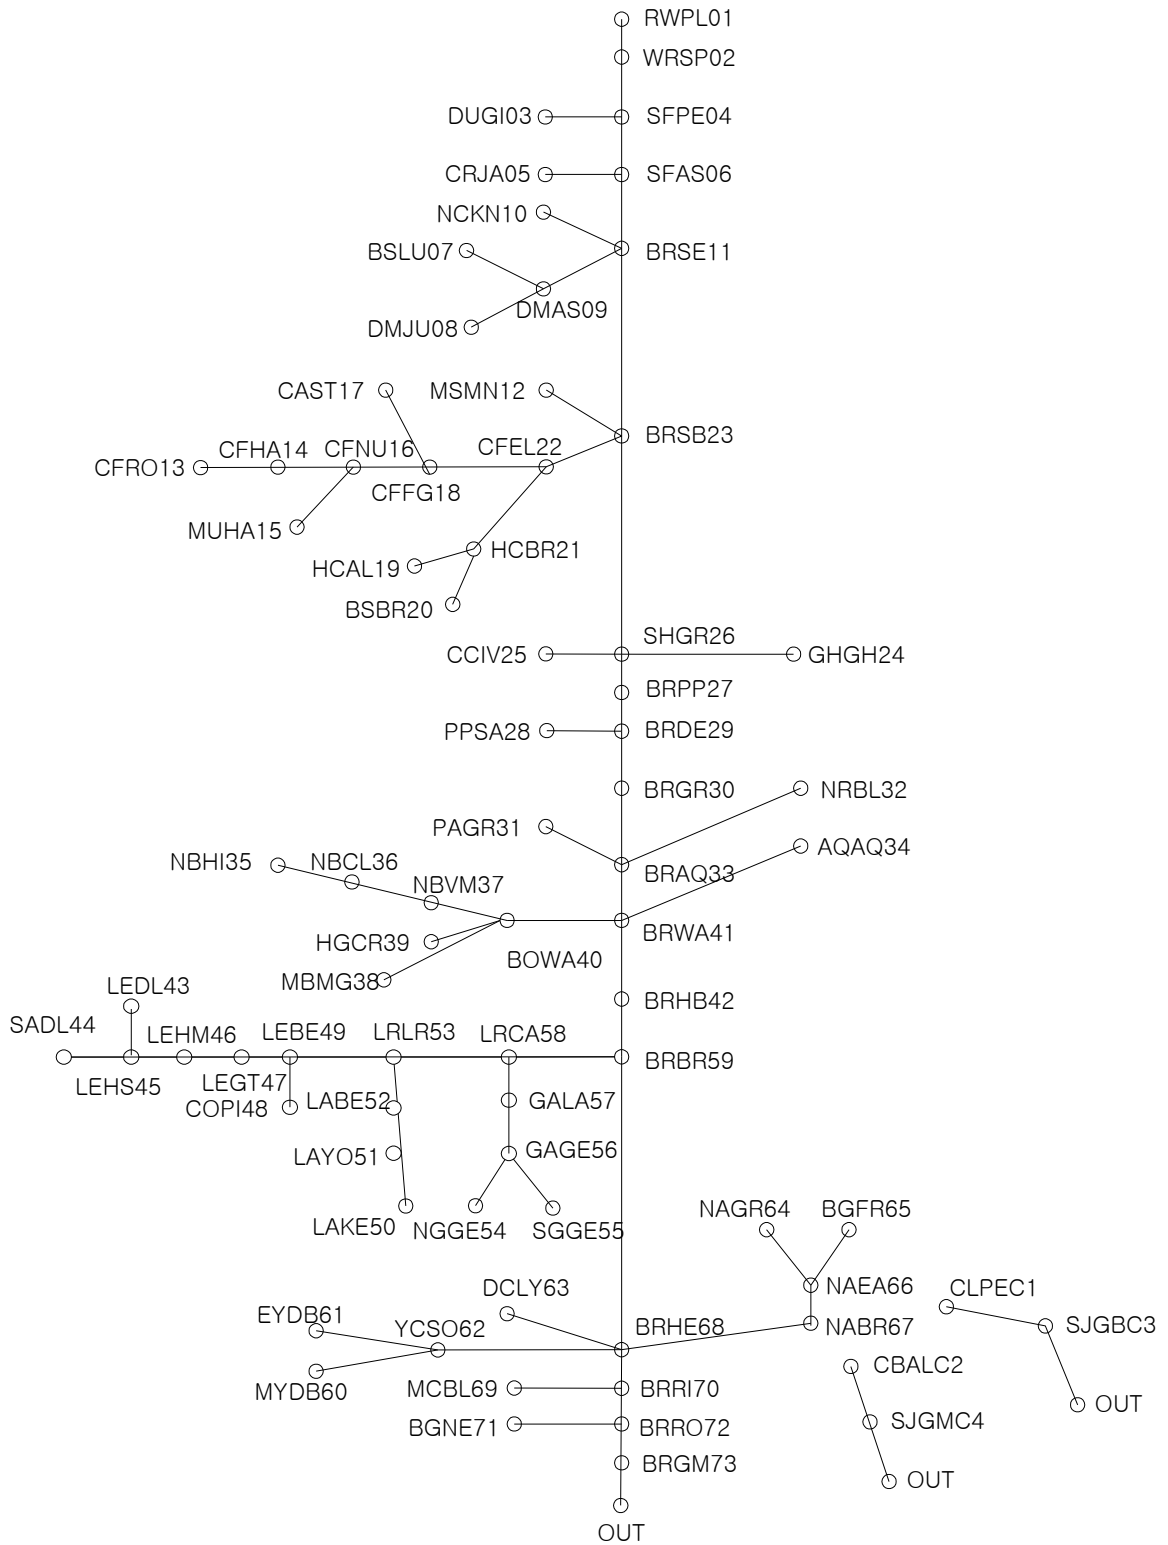 RWPL01
WRSP02
DUGI03
SFPE04
CRJA05
SFAS06
NCKN10
BSLU07
BRSE11
DMAS09
DMJU08
CAST17
MSMN12
BRSB23
CFRO13
CFHA14
CFNU16
CFEL22
CFFG18
MUHA15
HCBR21
HCAL19
BSBR20
SHGR26
CCIV25
GHGH24
BRPP27
PPSA28
BRDE29
BRGR30
NRBL32
PAGR31
AQAQ34
NBHI35
NBCL36
BRAQ33
NBVM37
HGCR39
BRWA41
BOWA40
MBMG38
LEDL43
BRHB42
SADL44
LEHM46
LEBE49
LRLR53
LRCA58
BRBR59
LEHS45
LEGT47
COPI48
LABE52
GALA57
LAYO51
GAGE56
LAKE50
NGGE54
SGGE55
NAGR64
BGFR65
DCLY63
NAEA66
CLPEC1
EYDB61
YCSO62
BRHE68
NABR67
SJGBC3
MYDB60
MCBL69
BRRI70
CBALC2
OUT
BGNE71
BRRO72
SJGMC4
BRGM73
OUT
OUT